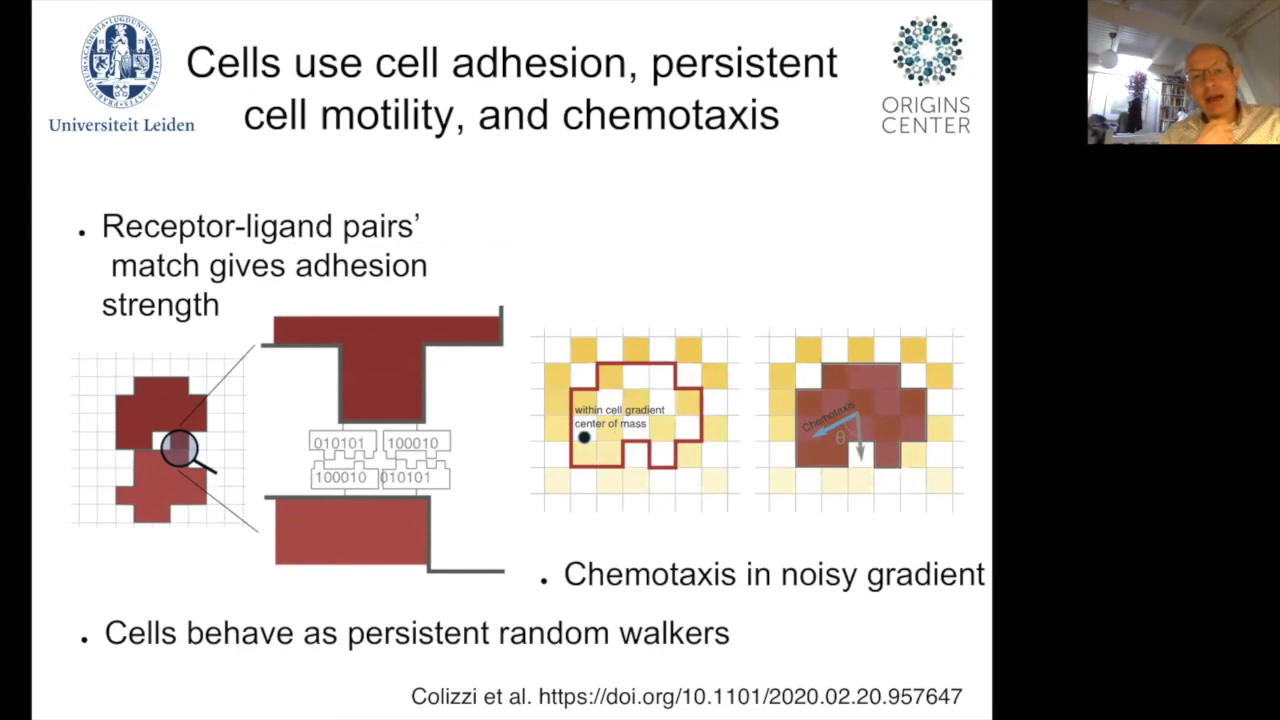 Universiteit Leiden
Cells use cell adhesion, persistent
cell motility, and chemotaxis
ORIGINS
CENTER
Receptor-ligand pairs’
match gives adhesion
strength
010101 100010
100010 010101
within cell gradient
center of mass
Chemotaxis
θ
Chemotaxis in noisy gradient
Cells behave as persistent random walkers
Colizzi et al. https://doi.org/10.1101/2020.02.20.957647